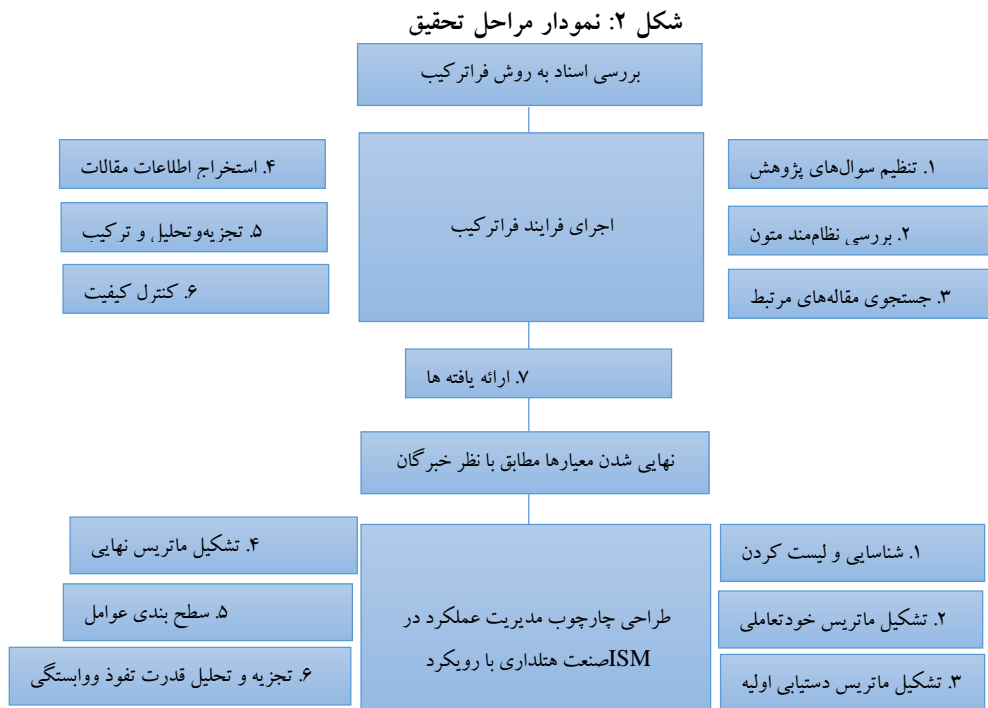 شکل ۲: نمودار مراحل تحقیق
بررسی اسناد به روش فراترکیب
اجرای فرایند فراترکیب
۱. تنظیم سوال‌های پژوهش
۲. بررسی نظام‌مند متون
۳. جستجوی مقاله‌های مرتبط
۴. استخراج اطلاعات مقالات
۵. تجزیه‌وتحلیل و ترکیب
۶. کنترل کیفیت
۷. ارائه یافته ها
نهایی شدن معیارها مطابق با نظر خبرگان
طراحی چارچوب مدیریت عملکرد در
ISMصنعت هتلداری با رویکرد
۱. شناسایی و لیست کردن
۲. تشکیل ماتریس خودتعاملی
۳. تشکیل ماتریس دستیابی اولیه
۴. تشکیل ماتریس نهایی
۵. سطح بندی عوامل
۶. تجزیه و تحلیل قدرت تفوذ ووابستگی